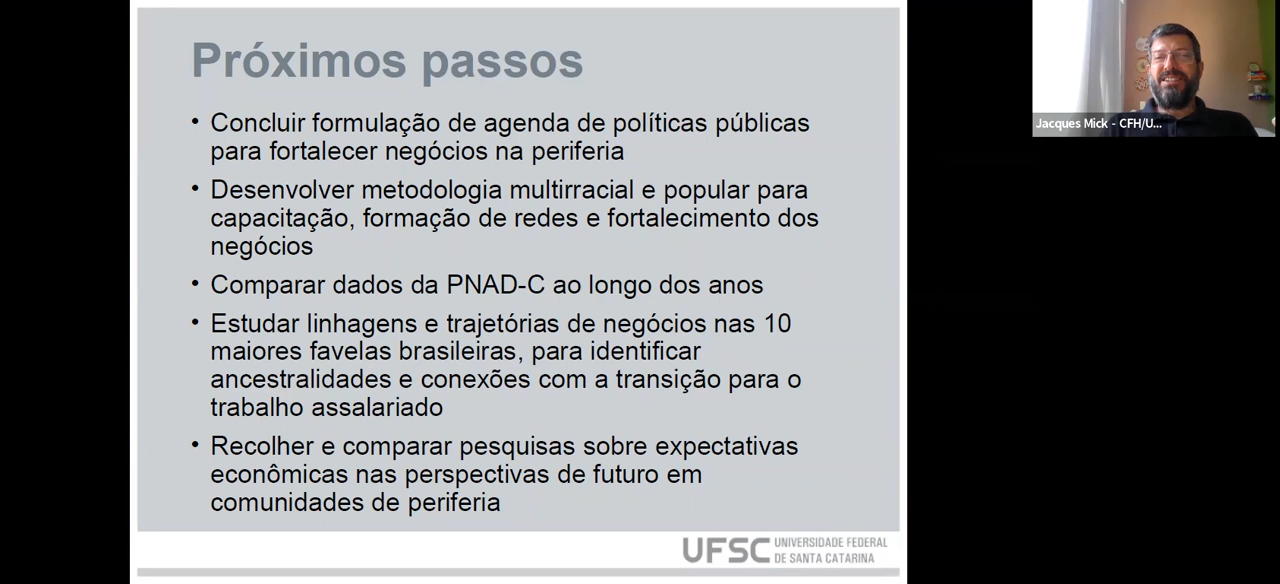 Próximos passos
• Concluir formulação de agenda de políticas públicas
para fortalecer negócios na periferia
• Desenvolver metodologia multirracial e popular para
capacitação, formação de redes e fortalecimento dos
negócios
• Comparar dados da PNAD-C ao longo dos anos
• Estudar linhagens e trajetórias de negócios nas 10
maiores favelas brasileiras, para identificar
ancestralidades e conexões com a transição para o
trabalho assalariado
• Recolher e comparar pesquisas sobre expectativas
econômicas nas perspectivas de futuro em
comunidades de periferia
UFSC UNIVERSIDADE FEDERAL
DE SANTA CATARINA
Jacques Mick - CFH/U...